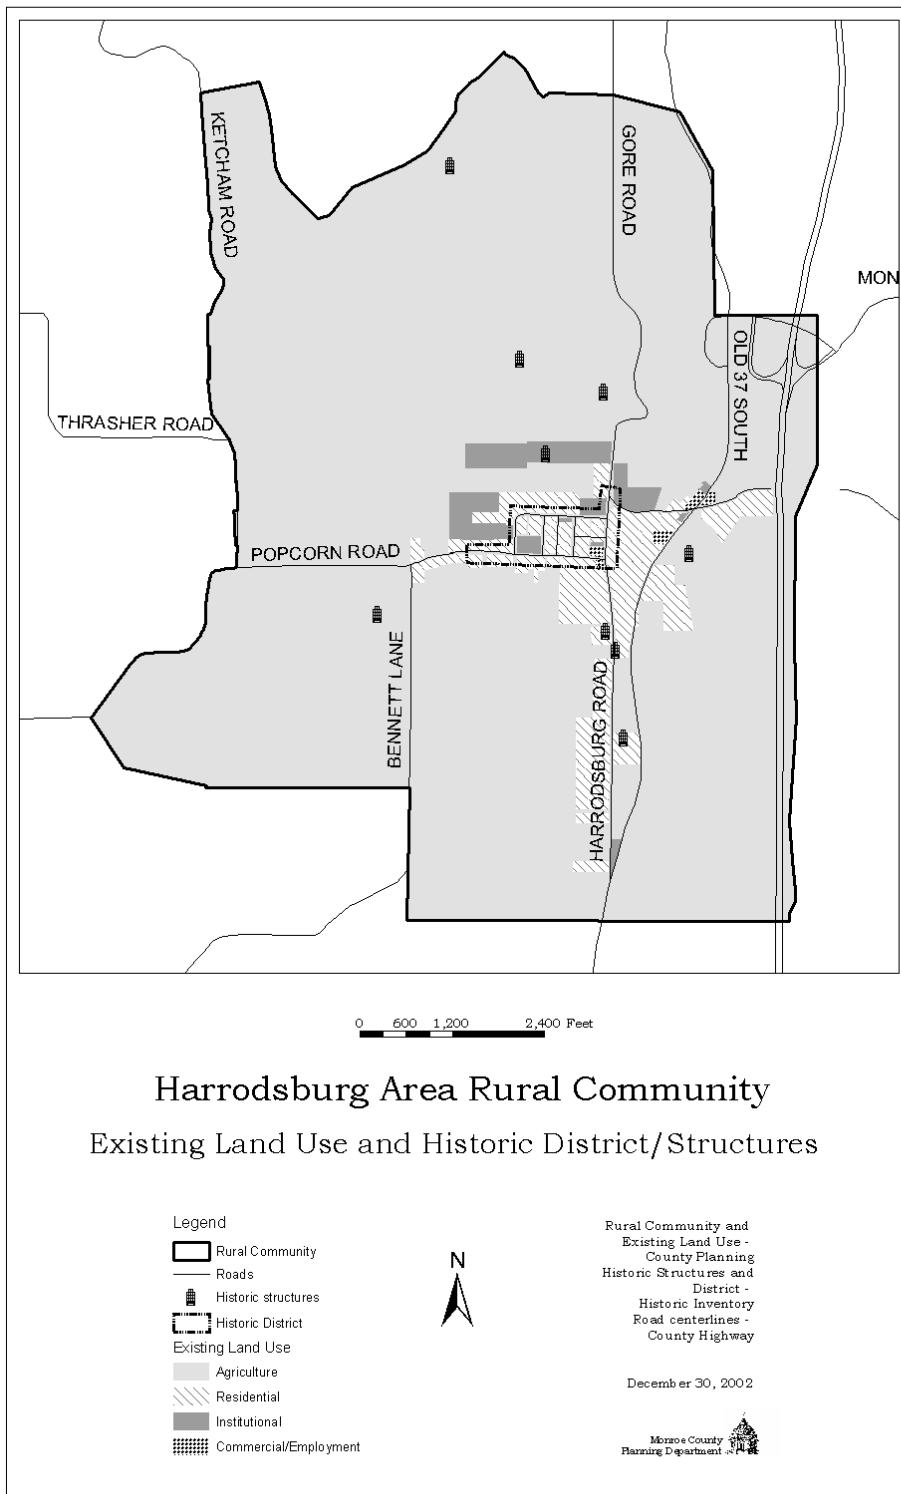 KETCHAM ROAD
GORE ROAD
MON
OLD 37 SOUTH
THRASHER ROAD
POPCORN ROAD
BENNETT LANE
HARRODSBURG ROAD
0 600 1,200 2,400 Feet
Harrodsburg Area Rural Community
Existing Land Use and Historic District/Structures
Legend
Rural Community
Roads
Historic structures
Historic District
Existing Land Use
Agriculture
Residential
Institutional
Commercial/Employment
N
Rural Community and
Existing Land Use -
County Planning
Historic Structures and
District -
Historic Inventory
Road centerlines -
County Highway
December 30, 2002
Monroe County
Planning Department